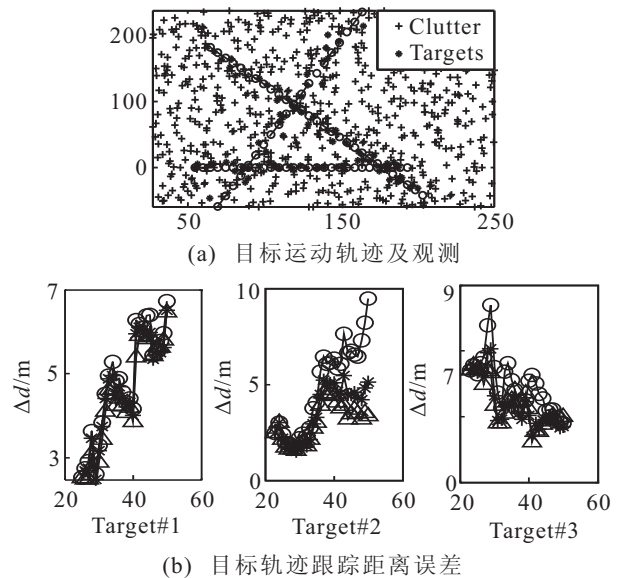 200
100
0
+ Clutter
* Targets
50 150 250
(a) 目标运动轨迹及观测
7
5
3
Δd/m
20 40 60
Target#1
10
5
0
Δd/m
20 40 60
Target#2
9
7
0
Δd/m
20 40 60
Target#3
(b) 目标轨迹跟踪距离误差